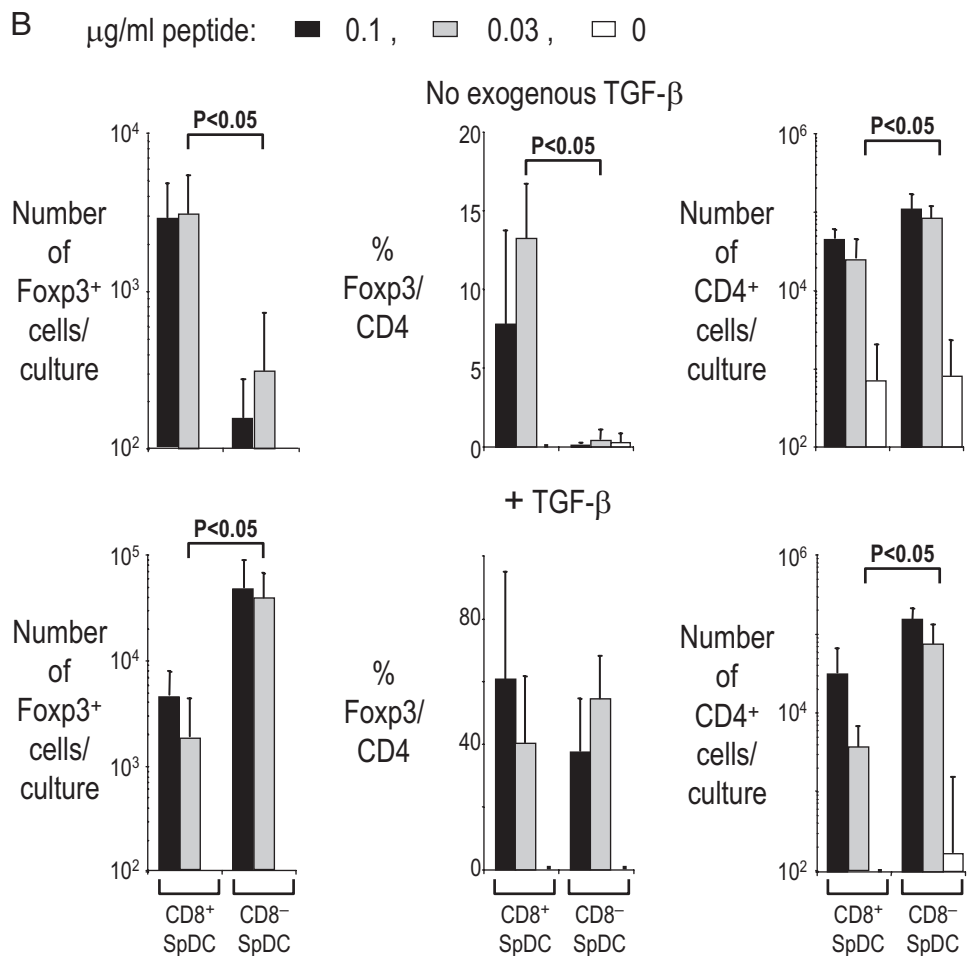 B
µg/ml peptide: 0.1 , 0.03 , 0
No exogenous TGF-β
10⁴
10³
10²
Number
of
Foxp3⁺
cells/
culture
P<0.05
20
15
10
5
0
%
Foxp3/
CD4
P<0.05
10⁶
10⁴
10²
Number
of
CD4⁺
cells/
culture
P<0.05
+ TGF-β
10⁵
10⁴
10³
10²
Number
of
Foxp3⁺
cells/
culture
P<0.05
CD8⁺ CD8⁻
SpDC SpDC
80
40
0
%
Foxp3/
CD4
CD8⁺ CD8⁻
SpDC SpDC
10⁶
10⁴
10²
Number
of
CD4⁺
cells/
culture
P<0.05
CD8⁺ CD8⁻
SpDC SpDC